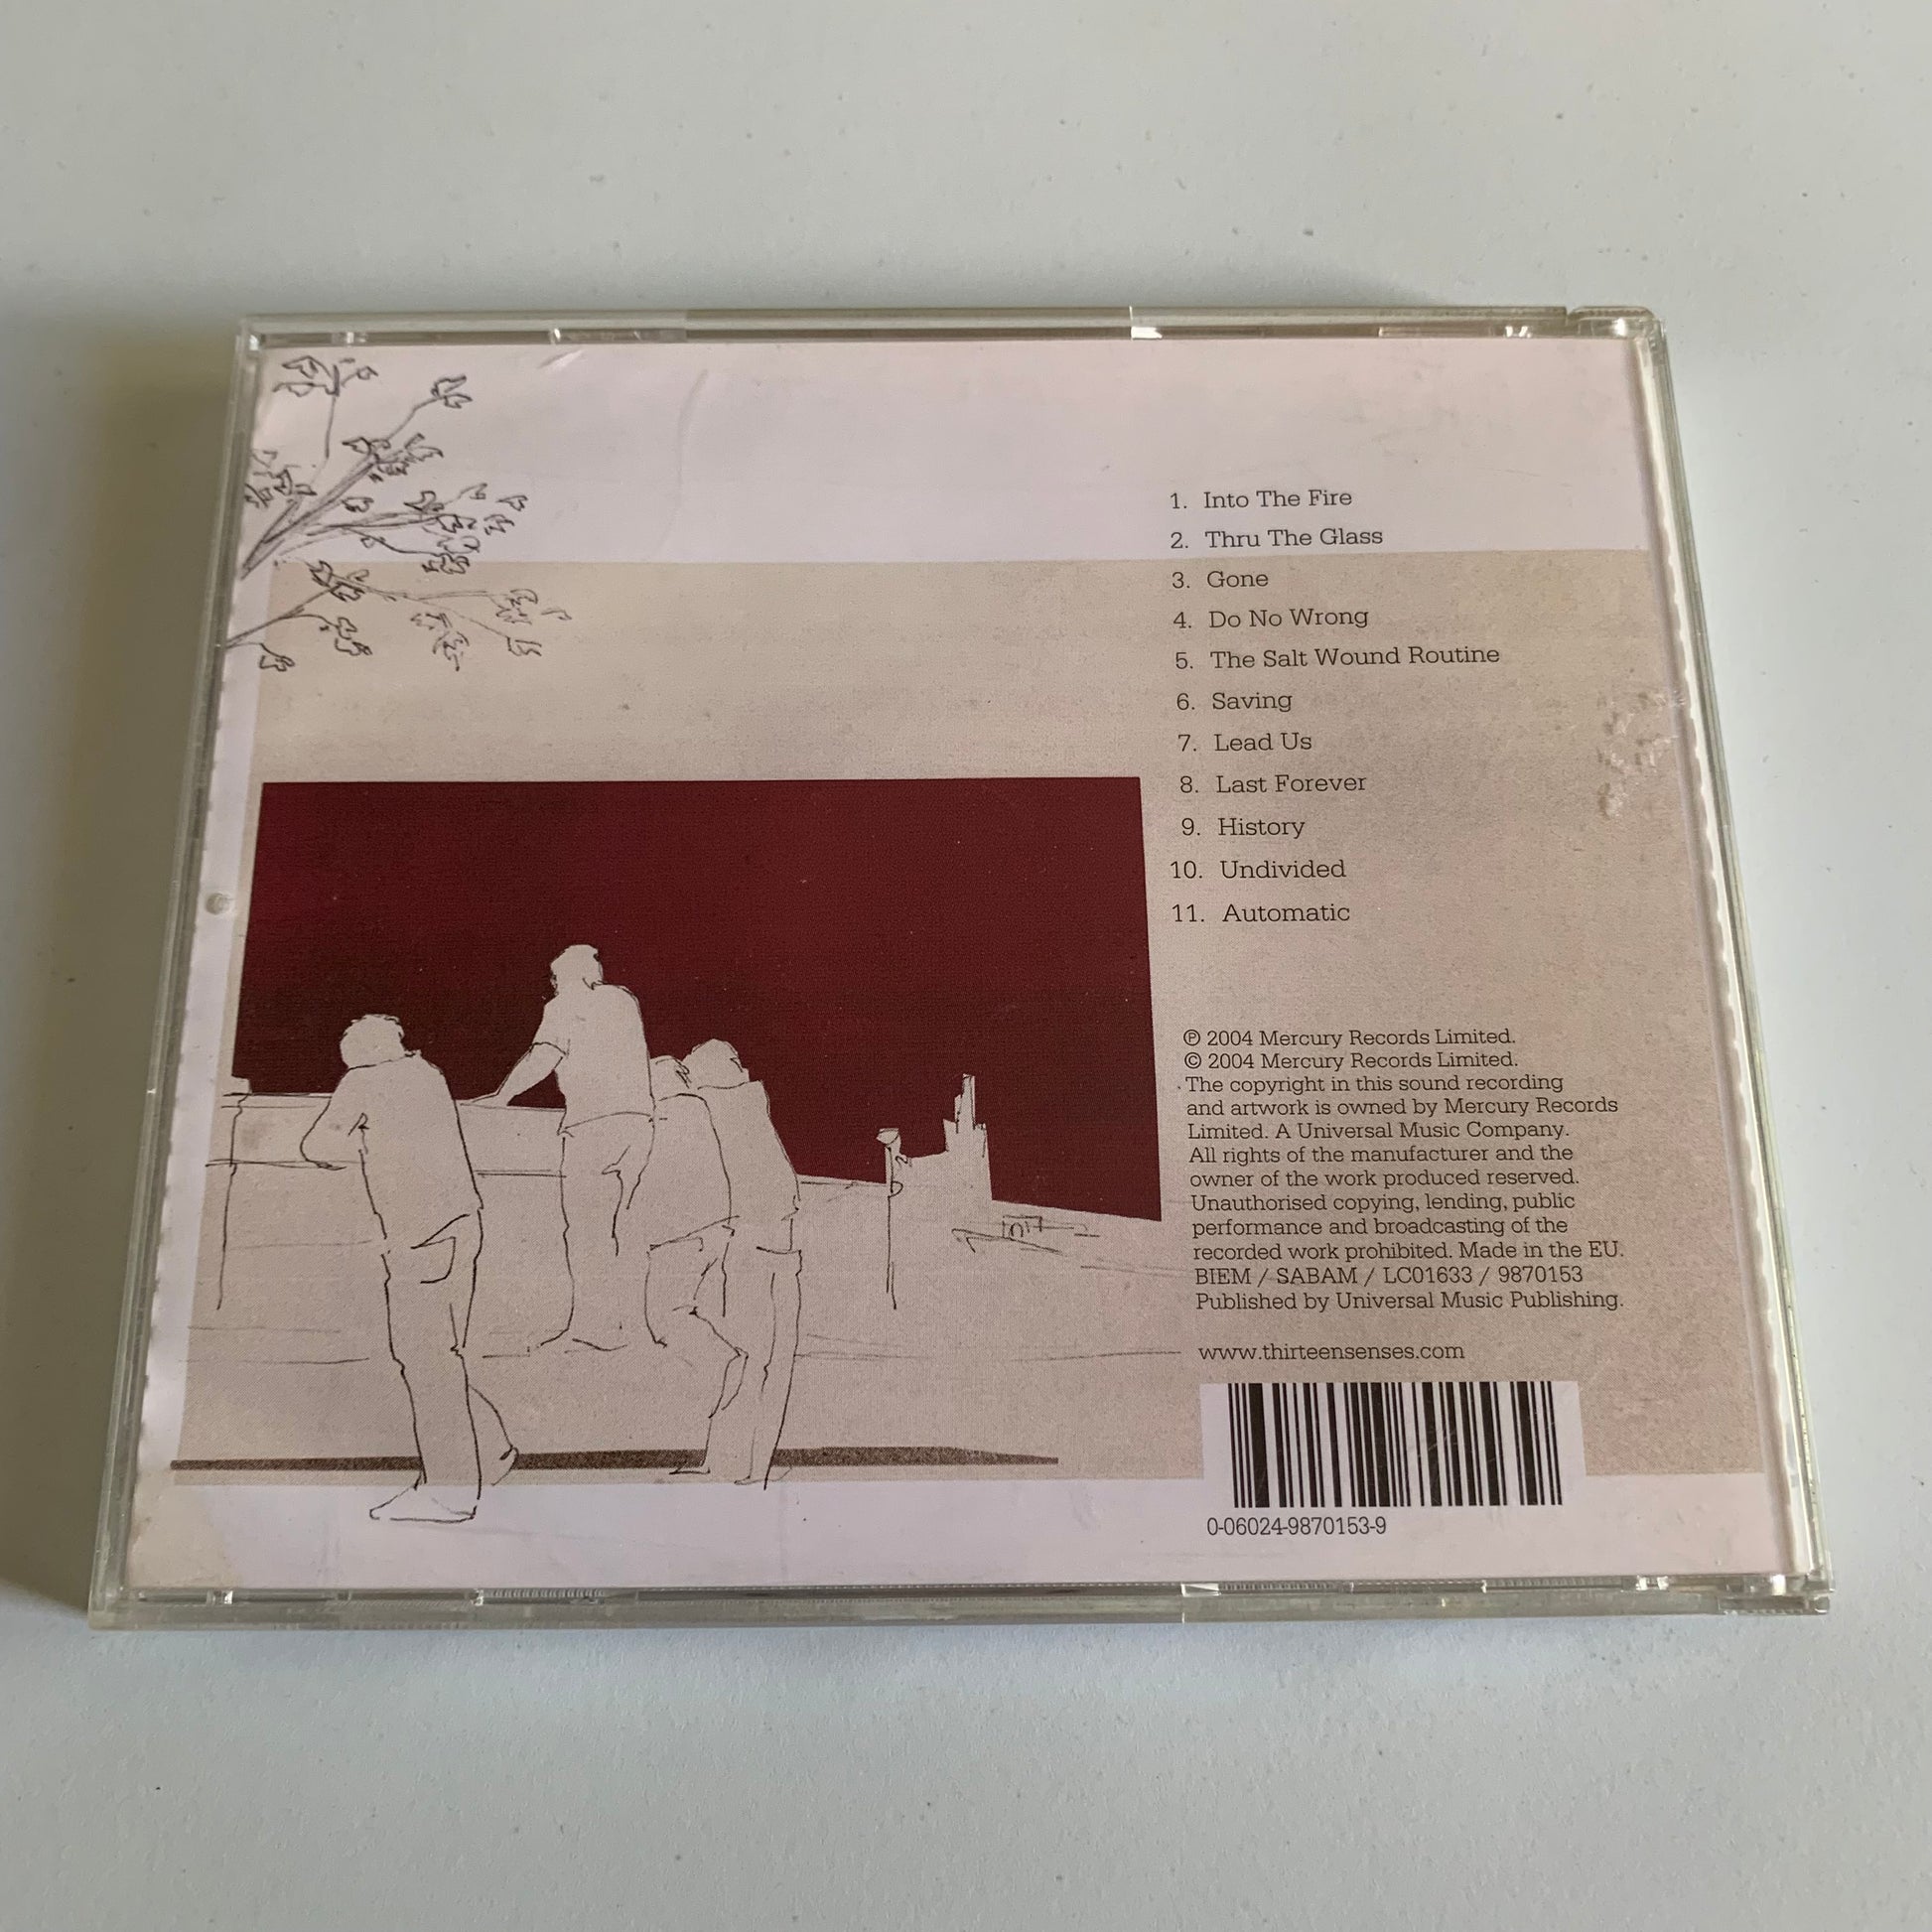 1. Into The Fire
2. Thru The Glass
3. Gone
4. Do No Wrong
5. The Salt Wound Routine
6. Saving
7. Lead Us
8. Last Forever
9. History
10. Undivided
11. Automatic
℗ 2004 Mercury Records Limited.
© 2004 Mercury Records Limited.
The copyright in this sound recording
and artwork is owned by Mercury Records
Limited. A Universal Music Company.
All rights of the manufacturer and the
owner of the work produced reserved.
Unauthorised copying, lending, public
performance and broadcasting of the
recorded work prohibited. Made in the EU.
BIEM / SABAM / LC01633 / 9870153
Published by Universal Music Publishing.
www.thirteensenses.com
0-06024-9870153-9